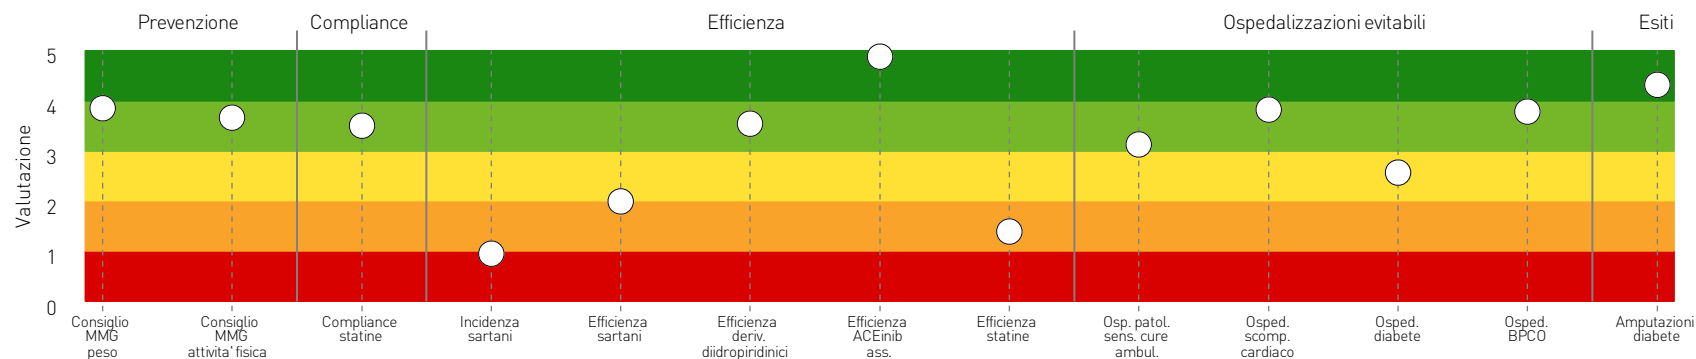 Prevenzione
Compliance
Efficienza
Ospedalizzazioni evitabili
Esiti
Valutazione
5
4
3
2
1
0
Consiglio
MMG
peso
Consiglio
MMG
attivita' fisica
Compliance
statine
Incidenza
sartani
Efficienza
sartani
Efficienza
deriv.
diidropiridinici
Efficienza
ACEinib
ass.
Efficienza
statine
Osp. patol.
sens. cure
ambul.
Osped.
scomp.
cardiaco
Osped.
diabete
Osped.
BPCO
Amputazioni
diabete